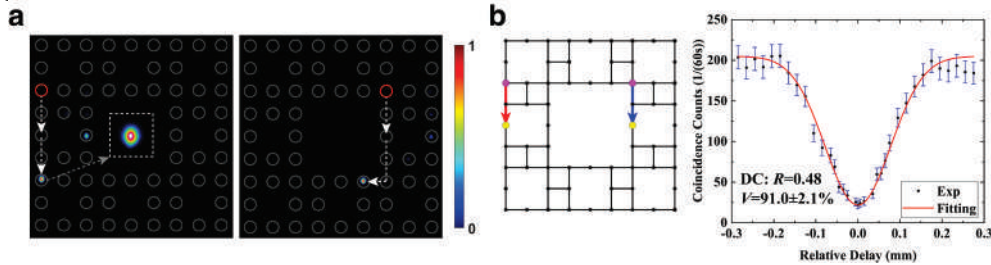 a
1
0
b
Coincidence Counts (1/(60s)
250
200
150
100
50
0
DC: R=0.48
V=91.0±2.1%
Exp
Fitting
-0.3 -0.2 -0.1 0.0 0.1 0.2 0.3
Relative Delay (mm)